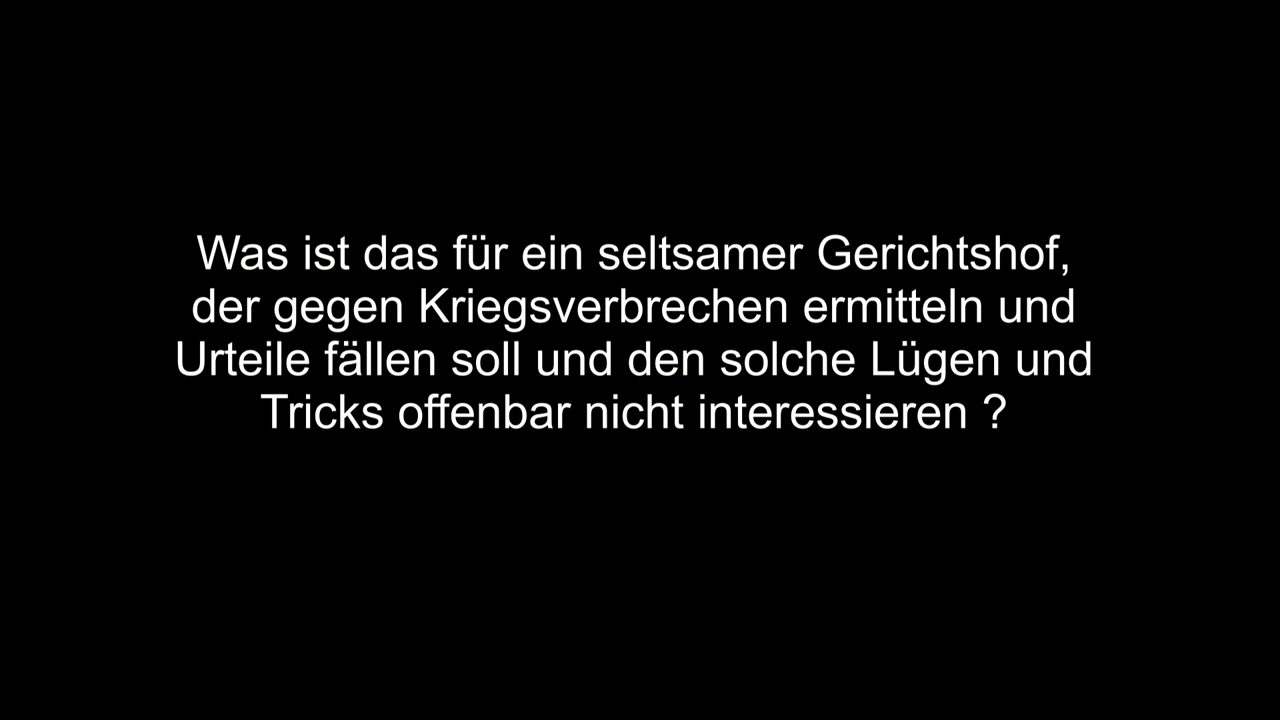 Was ist das für ein seltsamer Gerichtshof,
der gegen Kriegsverbrechen ermitteln und
Urteile fällen soll und den solche Lügen und
Tricks offenbar nicht interessieren ?